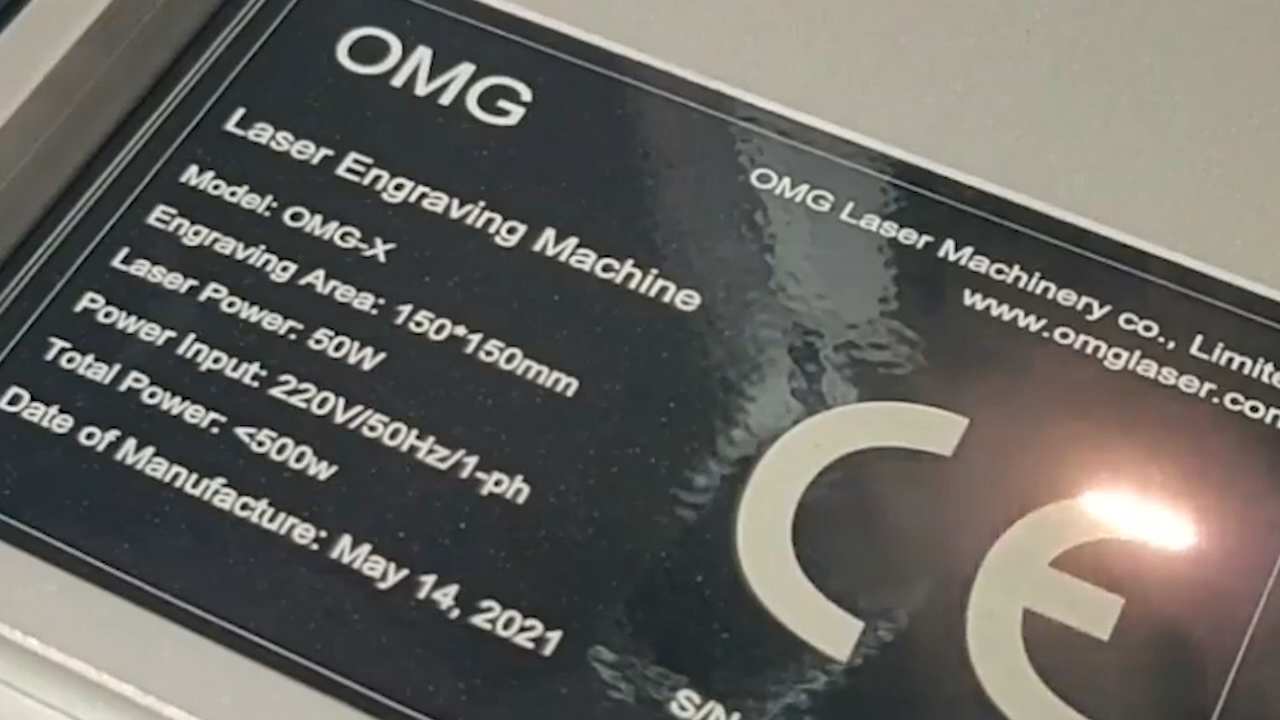 OMG
Laser Engraving Machine
Model: OMG-X
Engraving Area: 150*150mm
Laser Power: 50W
Power Input: 220V/50Hz/1-ph
Total Power: <500w
Date of Manufacture: May 14, 2021
OMG Laser Machinery co., Limite
www.omglaser.com
CE
S/N